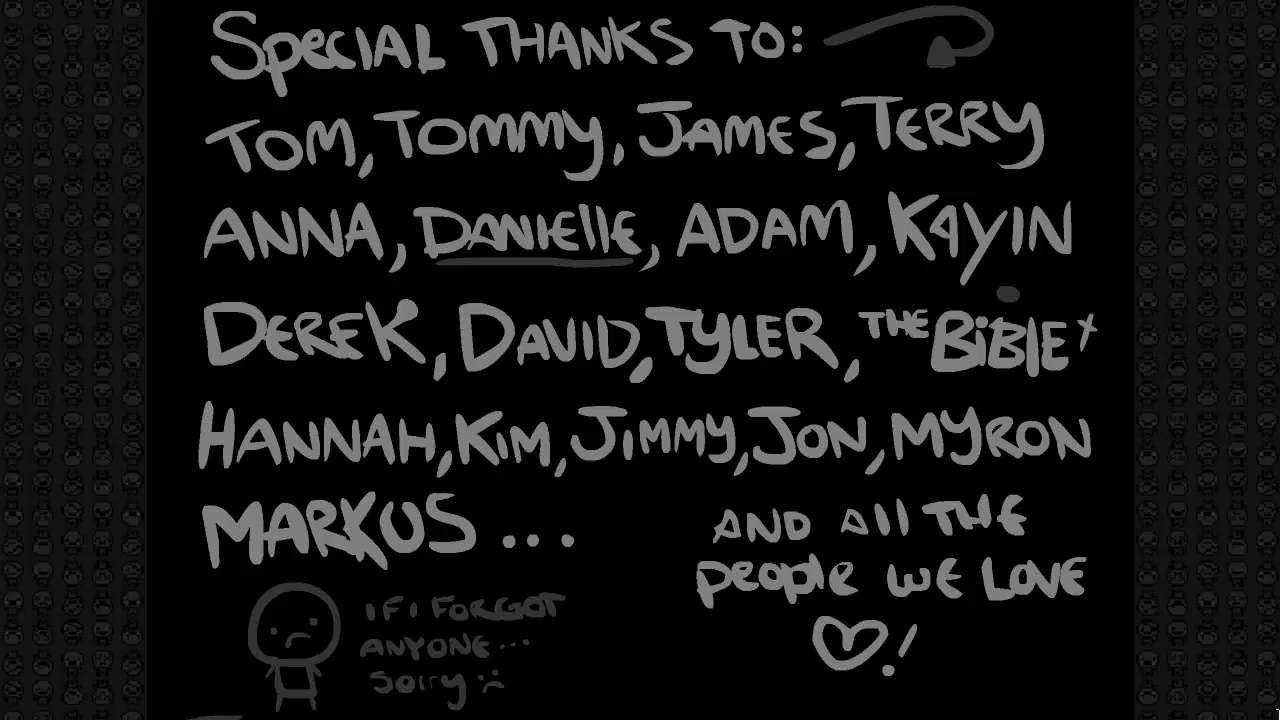 Special THANKS TO:
TOM, TOMMY, JAMES, TERRY
ANNA, DANIElle, ADAM, KAYIN
DEREK, DAVID, TYLER, THE BiBLE
HANNAH, KiM, JiMMY, JON, MYRON
MARKUS ...
AND All THE
people WE LOVE
♡!
IF I FORGOT
ANYONE...
sorry :(